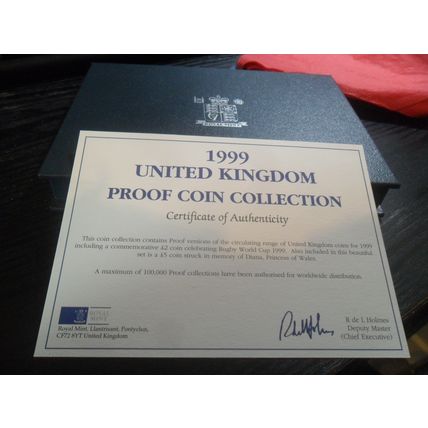 ROYAL MINT
1999
UNITED KINGDOM
PROOF COIN COLLECTION
Certificate of Authenticity
This coin collection contains Proof versions of the circulating range of United Kingdom coins for 1999
including a commemorative £2 coin celebrating Rugby World Cup 1999. Also included in this beautiful
set is a £5 coin struck in memory of Diana, Princess of Wales.
A maximum of 100,000 Proof collections have been authorised for worldwide distribution.
ROYAL
MINT
Royal Mint, Llantrisant, Pontyclun,
CF72 8YT United Kingdom
R de L Holmes
Deputy Master
(Chief Executive)